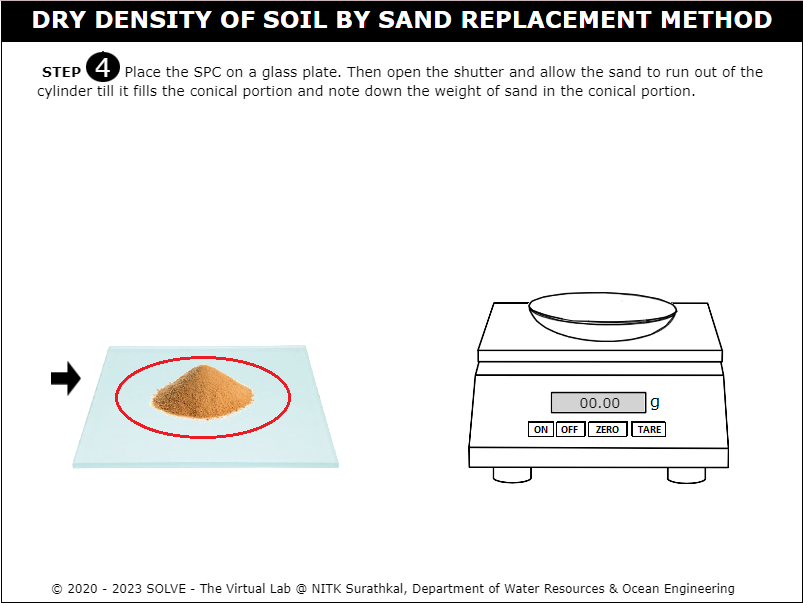 DRY DENSITY OF SOIL BY SAND REPLACEMENT METHOD
STEP 4 Place the SPC on a glass plate. Then open the shutter and allow the sand to run out of the
cylinder till it fills the conical portion and note down the weight of sand in the conical portion.
00.00 g
ON OFF ZERO TARE
© 2020 - 2023 SOLVE - The Virtual Lab @ NITK Surathkal, Department of Water Resources & Ocean Engineering